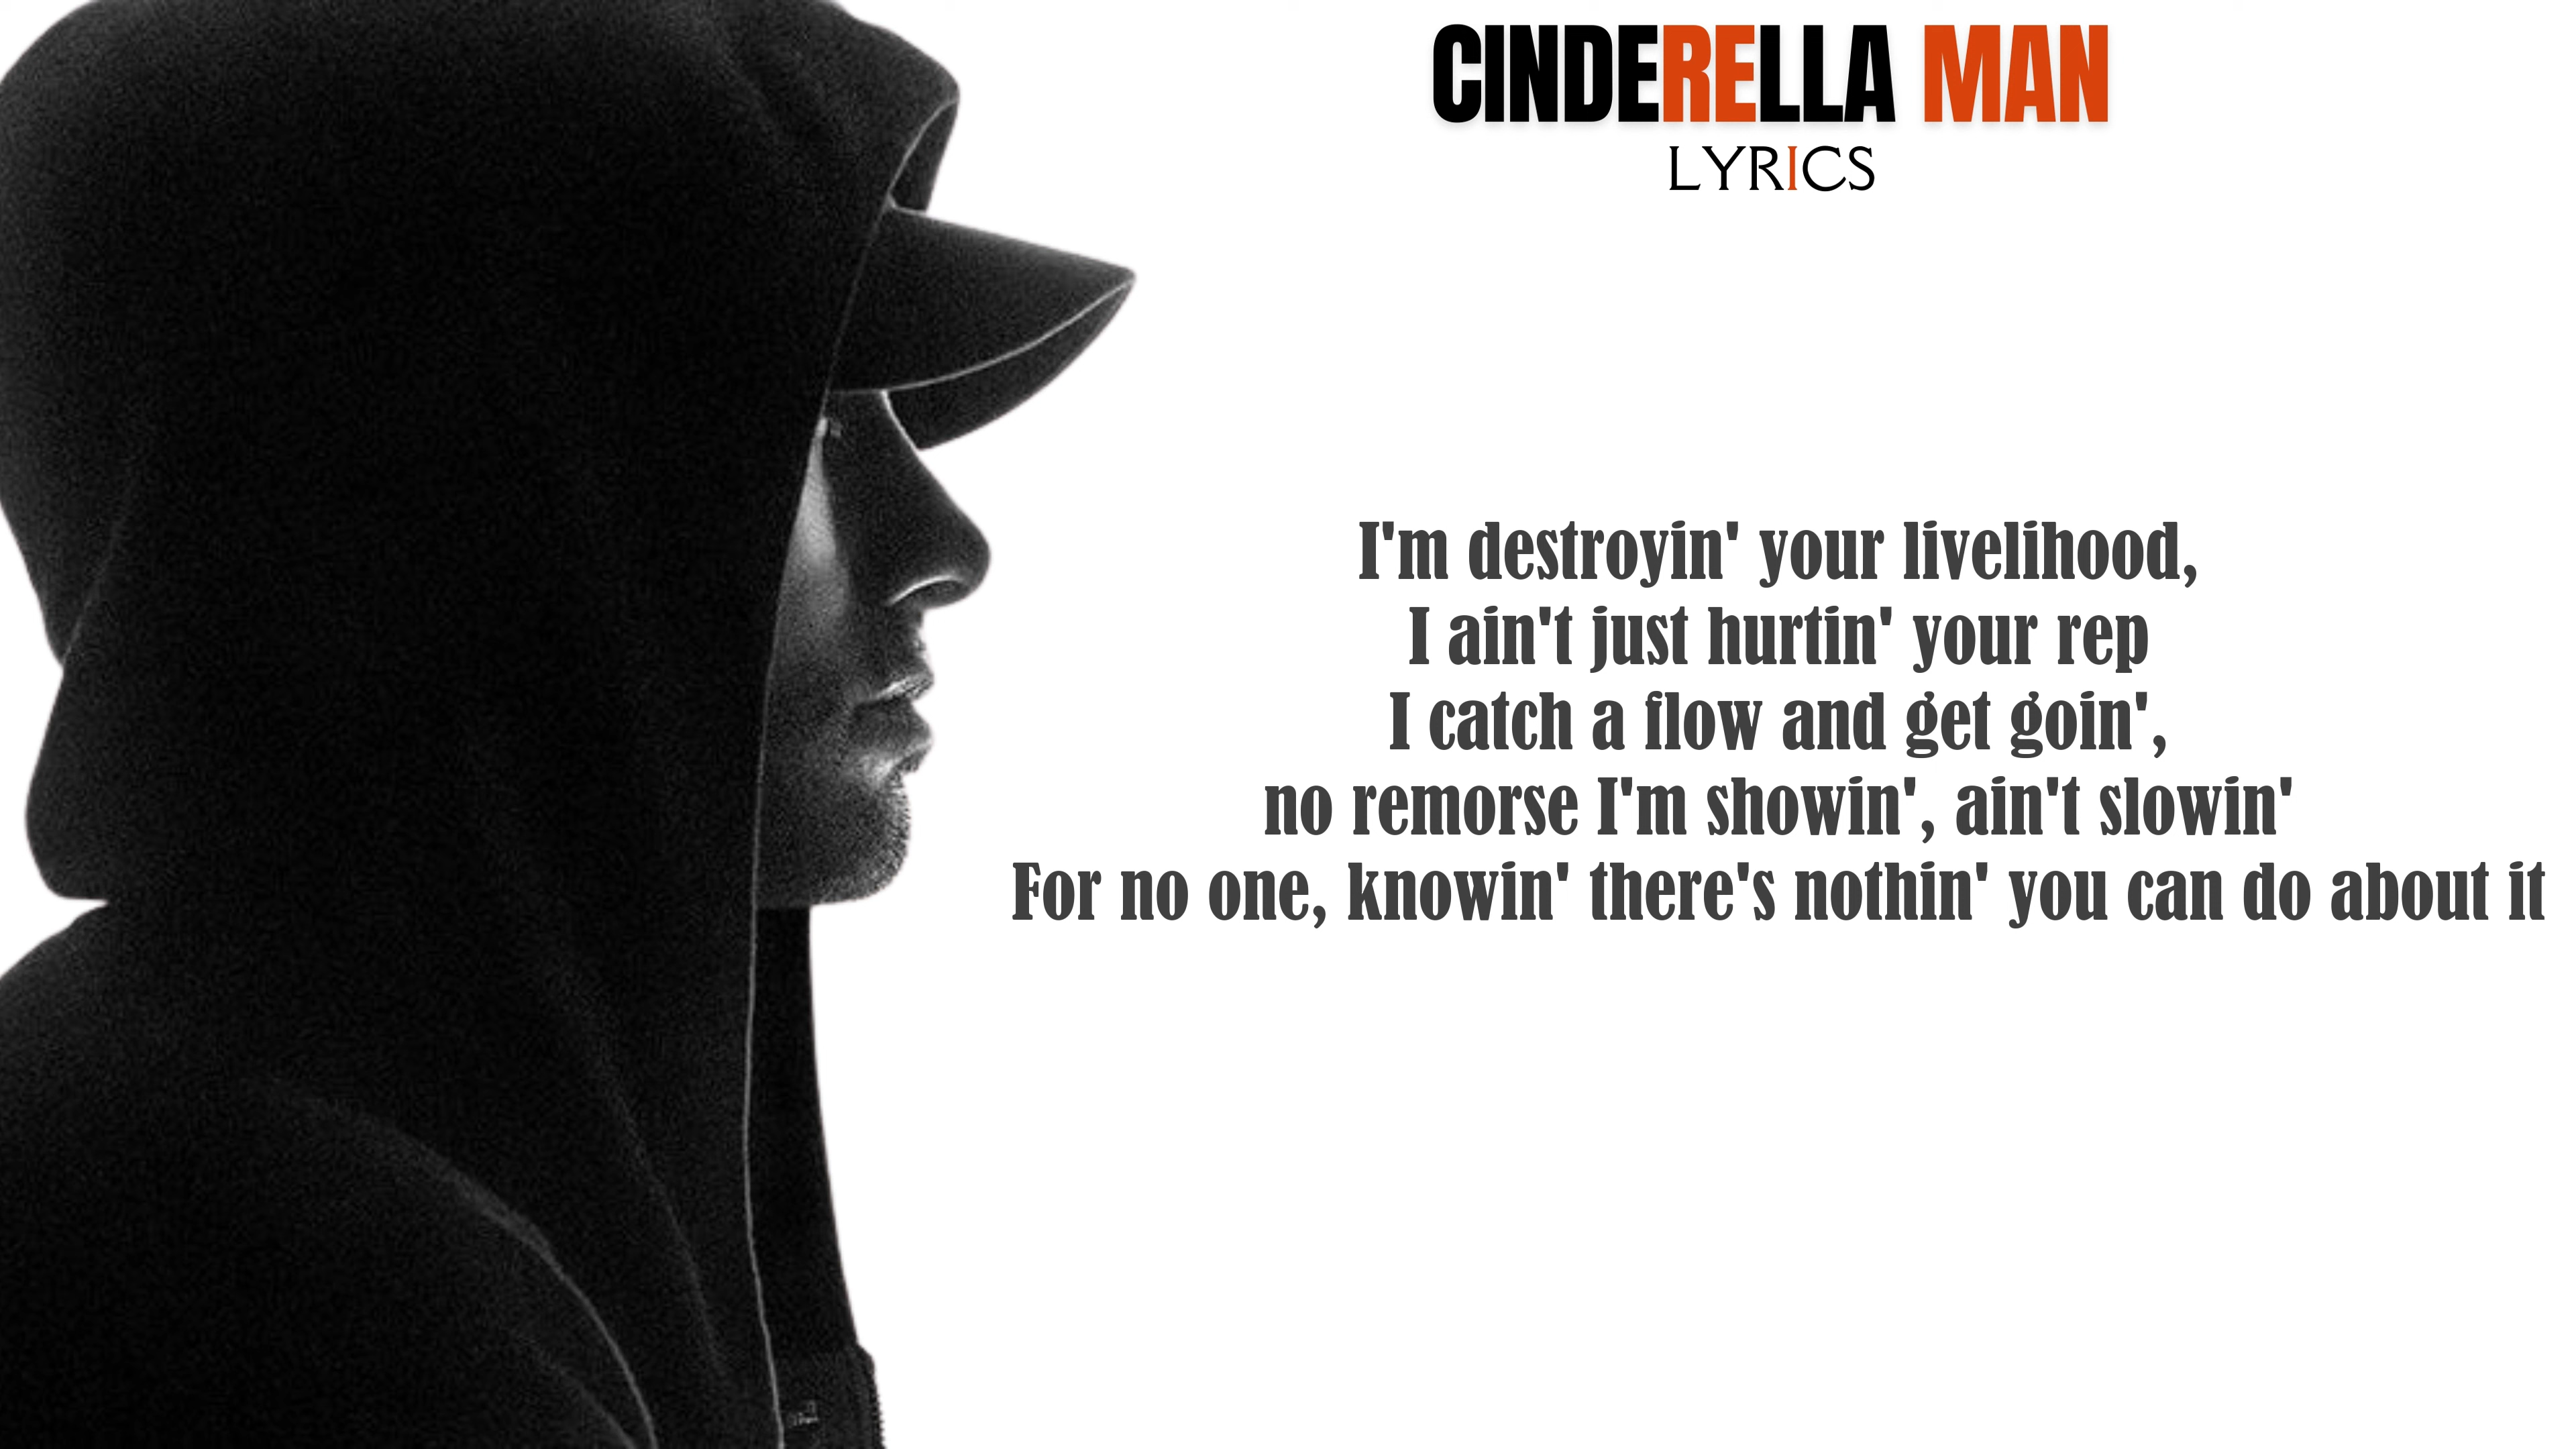 CINDERELLA MAN
LYRICS
I'm destroyin' your livelihood,
I ain't just hurtin' your rep
I catch a flow and get goin',
no remorse I'm showin', ain't slowin'
For no one, knowin' there's nothin' you can do about it